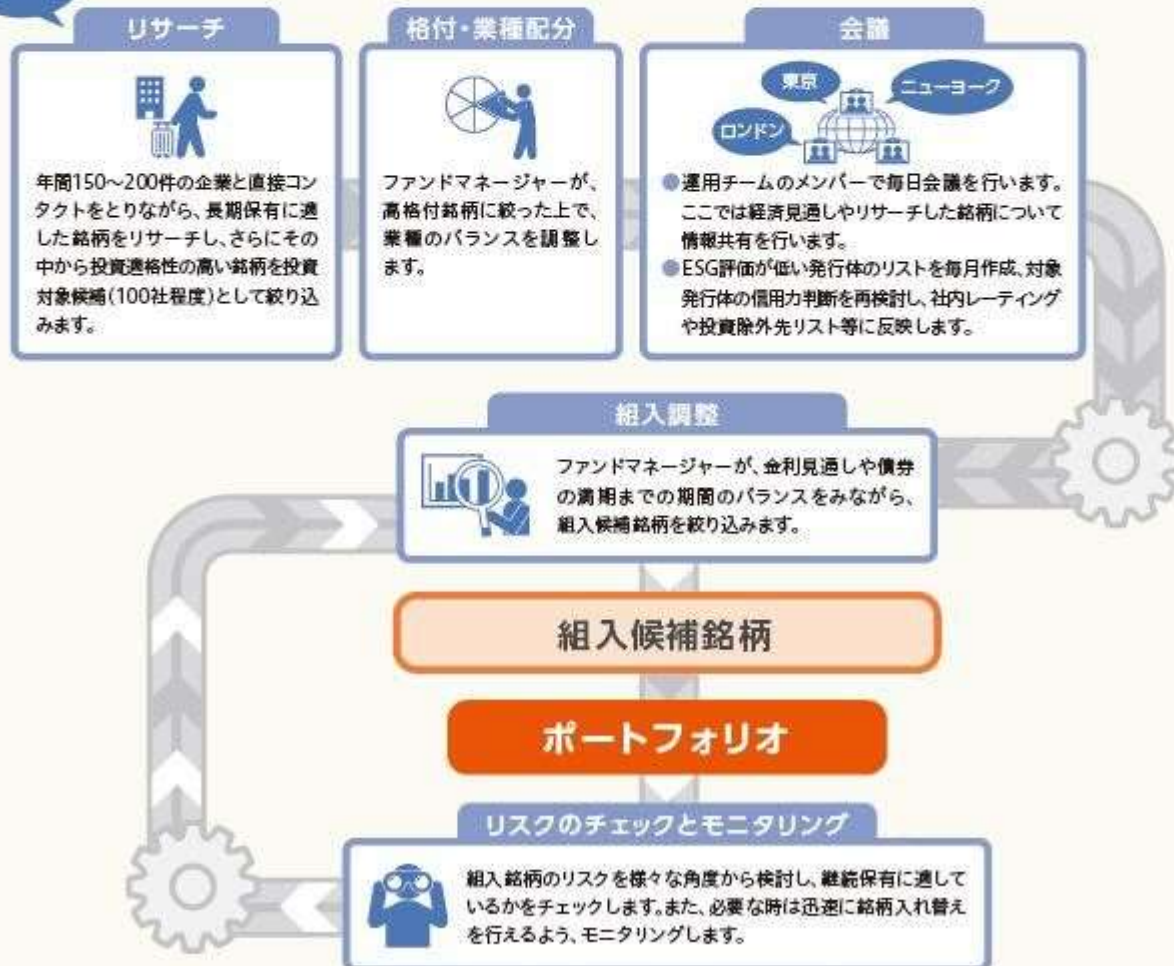 リサーチ
年間150~200件の企業と直接コン
タクトをとりながら、長期保有に適
した銘柄をリサーチし、さらにその
中から投資適格性の高い銘柄を投資
対象候補(100社程度)として絞り込
みます。
格付・業種配分
ファンドマネージャーが、
高格付銘柄に絞った上で、
業種のバランスを調整し
ます。
会議
東京
ニューヨーク
ロンドン
●運用チームのメンバーで毎日会議を行います。
ここでは経済見通しやリサーチした銘柄について
情報共有を行います。
●ESG評価が低い発行体のリストを毎月作成、対象
発行体の信用力判断を再検討し、社内レーティング
や投資除外先リスト等に反映します。
組入調整
ファンドマネージャーが、金利見通しや債券
の満期までの期間のバランスをみながら、
組入候補銘柄を絞り込みます。
組入候補銘柄
ポートフォリオ
リスクのチェックとモニタリング
組入銘柄のリスクを様々な角度から検討し、継続保有に適して
いるかをチェックします。また、必要な時は迅速に銘柄入れ替え
を行えるよう、モニタリングします。